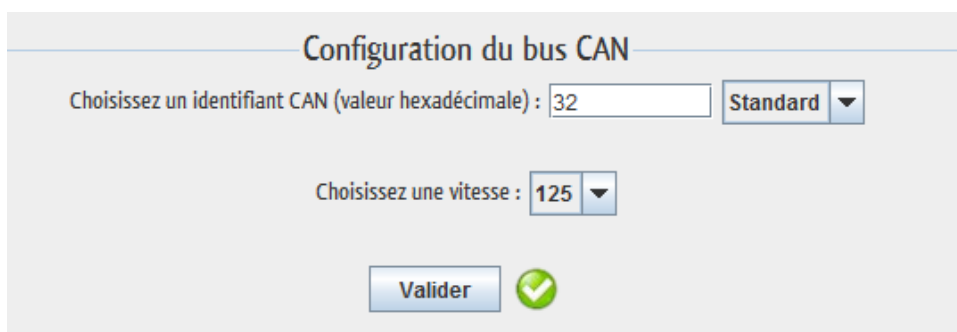 Configuration du bus CAN
Choisissez un identifiant CAN (valeur hexadécimale) : 32 Standard
Choisissez une vitesse : 125
Valider